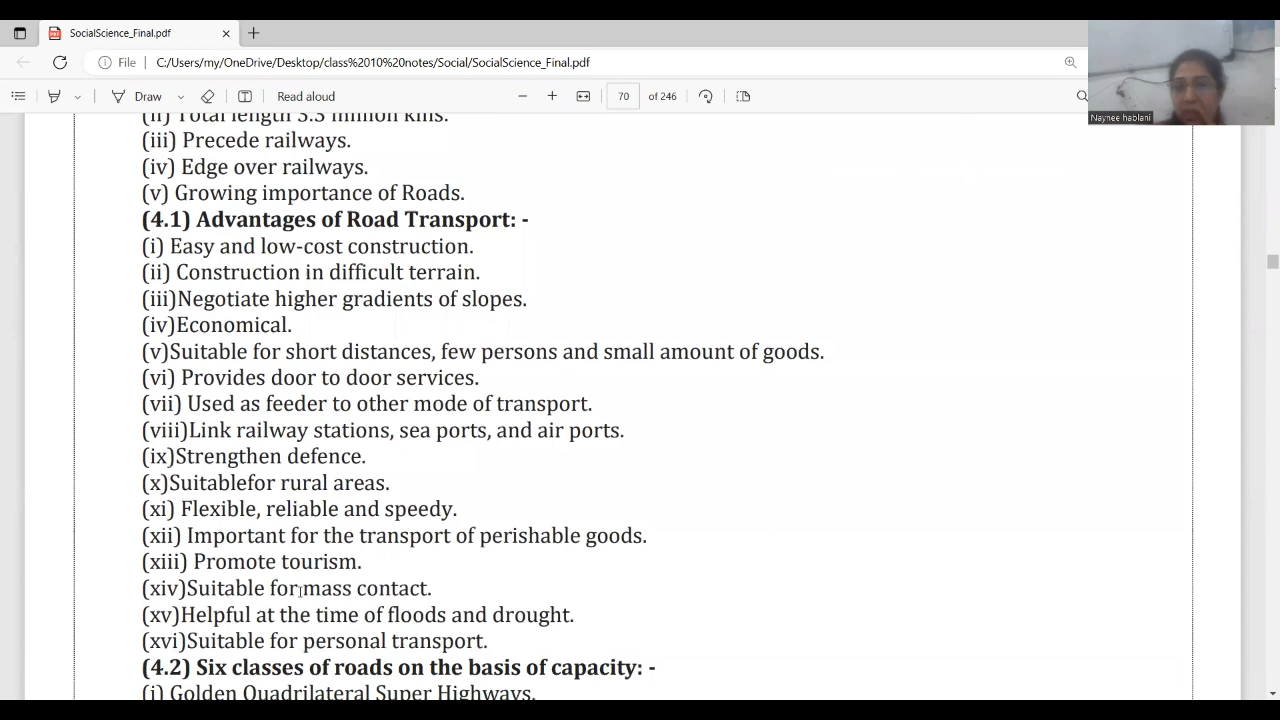 SocialScience_Final.pdf
File
C:/Users/my/OneDrive/Desktop/class%2010%20notes/Social/SocialScience_Final.pdf
Draw
Read aloud
70 of 246
Naynee hablani
(ii) Total length 3.3 million kms.
(iii) Precede railways.
(iv) Edge over railways.
(v) Growing importance of Roads.
(4.1) Advantages of Road Transport: -
(i) Easy and low-cost construction.
(ii) Construction in difficult terrain.
(iii)Negotiate higher gradients of slopes.
(iv)Economical.
(v)Suitable for short distances, few persons and small amount of goods.
(vi) Provides door to door services.
(vii) Used as feeder to other mode of transport.
(viii)Link railway stations, sea ports, and air ports.
(ix)Strengthen defence.
(x)Suitablefor rural areas.
(xi) Flexible, reliable and speedy.
(xii) Important for the transport of perishable goods.
(xiii) Promote tourism.
(xiv)Suitable for mass contact.
(xv)Helpful at the time of floods and drought.
(xvi)Suitable for personal transport.
(4.2) Six classes of roads on the basis of capacity: -
(i) Golden Quadrilateral Super Highways.